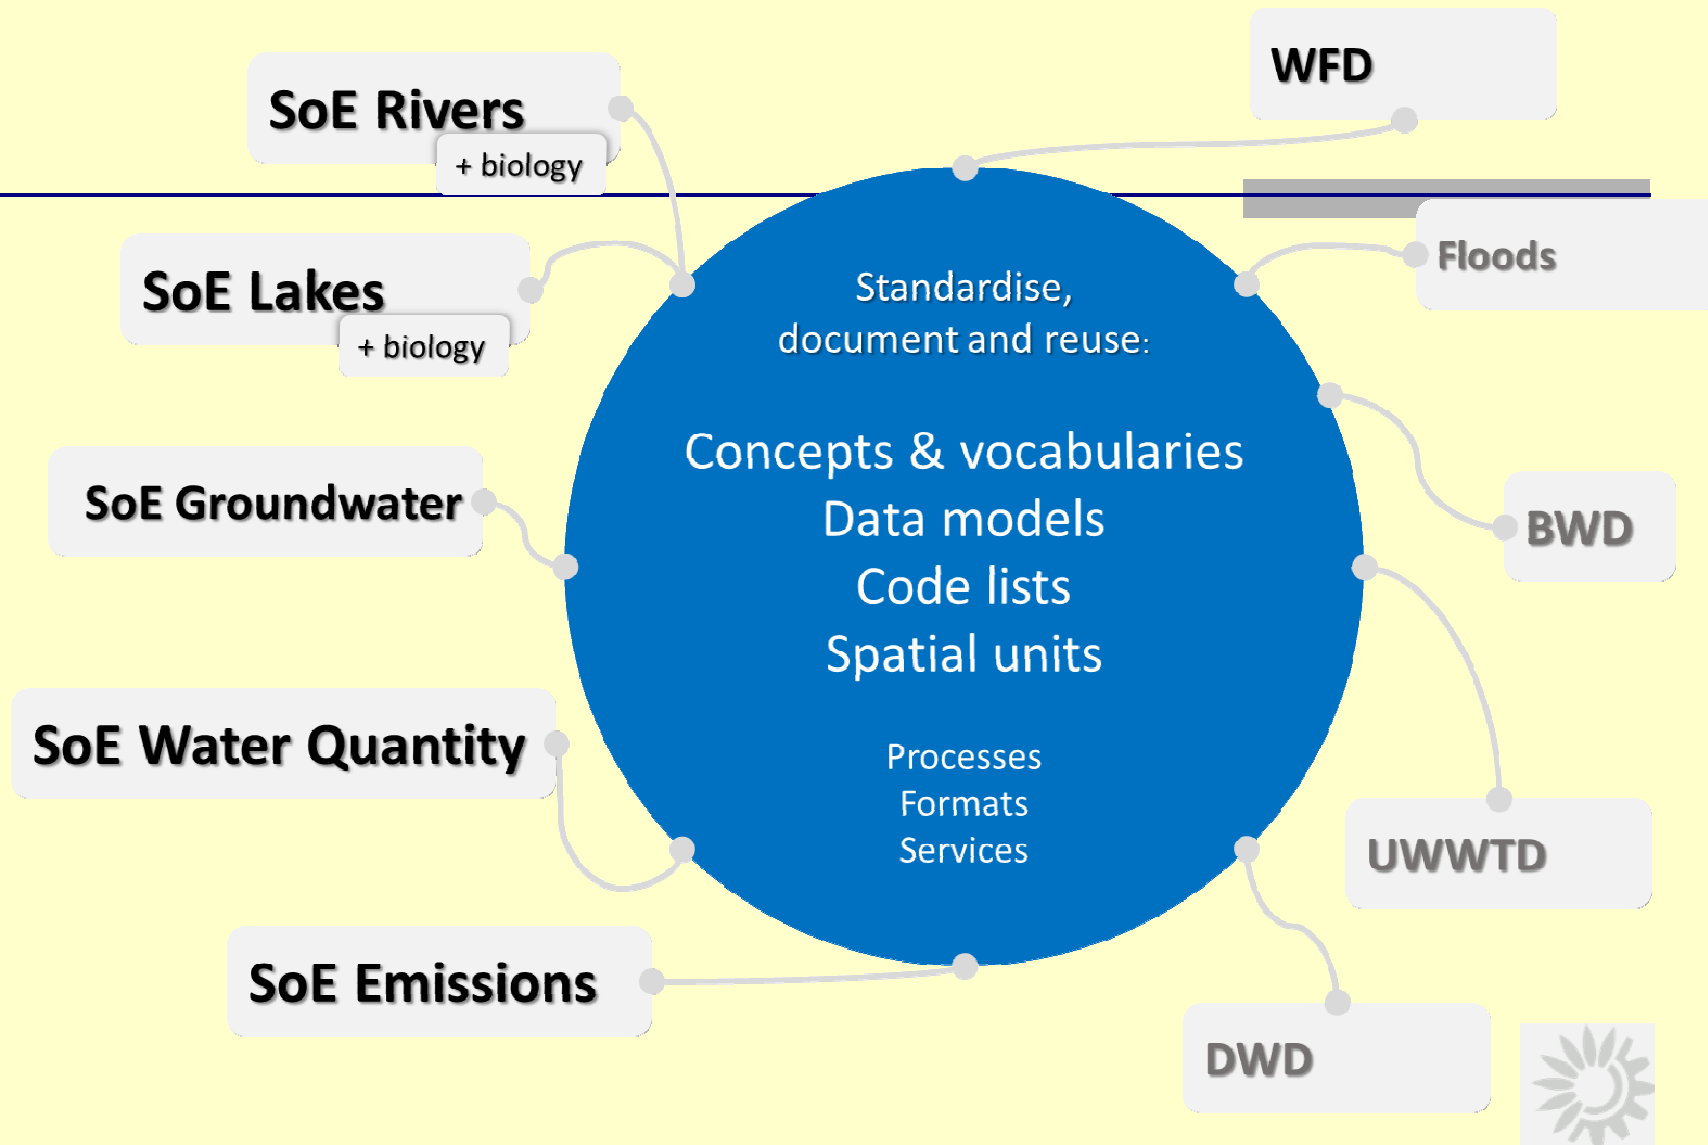 SoE Rivers
+ biology
SoE Lakes
+ biology
SoE Groundwater
SoE Water Quantity
SoE Emissions
Standardise,
document and reuse:
Concepts & vocabularies
Data models
Code lists
Spatial units
Processes
Formats
Services
WFD
Floods
BWD
UWWTD
DWD